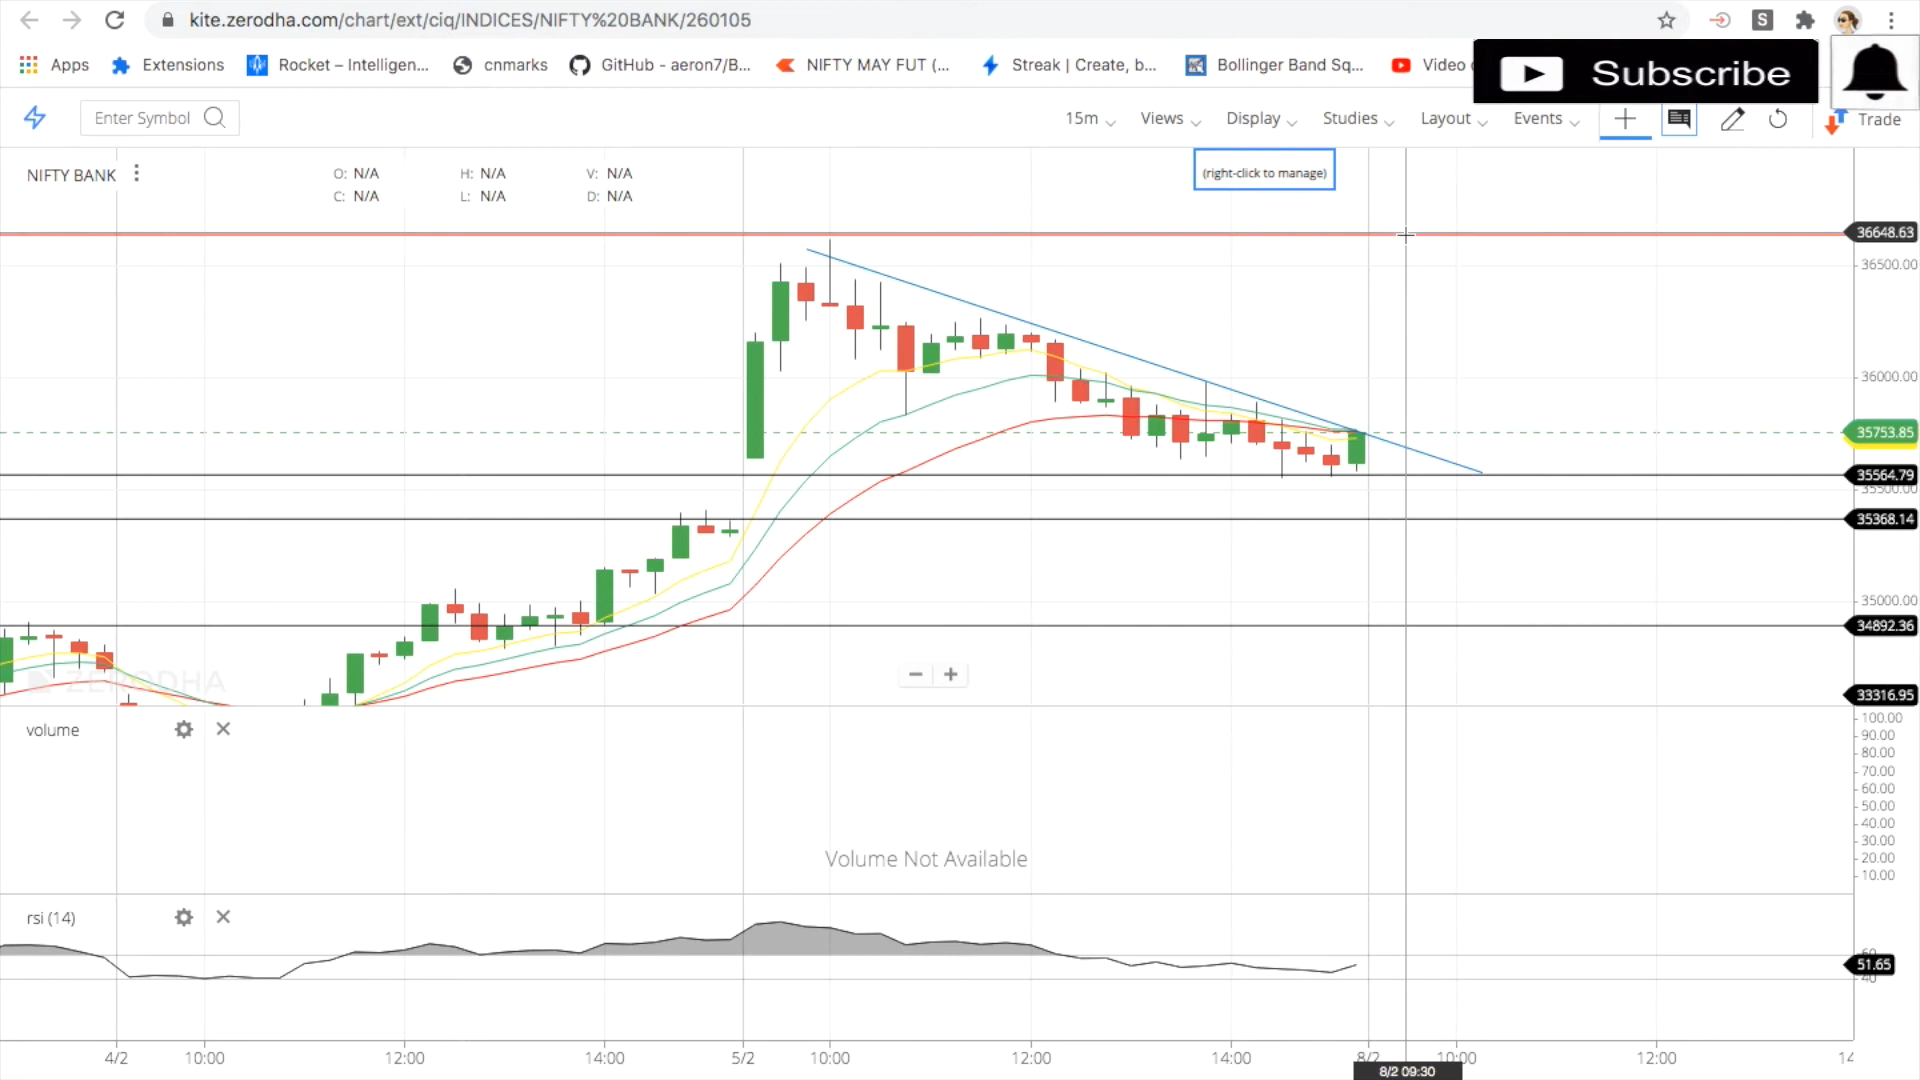 kite.zerodha.com/chart/ext/ciq/INDICES/NIFTY%20BANK/260105
S
Apps Extensions Rocket – Intelligen... cnmarks GitHub - aeron7/B... NIFTY MAY FUT (... Streak | Create, b... Bollinger Band Sq... Video
Subscribe
Enter Symbol 15m Views Display Studies Layout Events Trade
NIFTY BANK O: N/A H: N/A V: N/A
C: N/A L: N/A D: N/A
(right-click to manage)
36648.63
36500.00
36000.00
35753.85
35564.79
35500.00
35368.14
35000.00
34892.36
ZERODHA
− +
33316.95
volume
100.00
90.00
80.00
70.00
60.00
50.00
40.00
30.00
20.00
10.00
Volume Not Available
rsi (14)
60
51.65
40
4/2 10:00 12:00 14:00 5/2 10:00 12:00 14:00 8/2 10:00 12:00 14
8/2 09:30